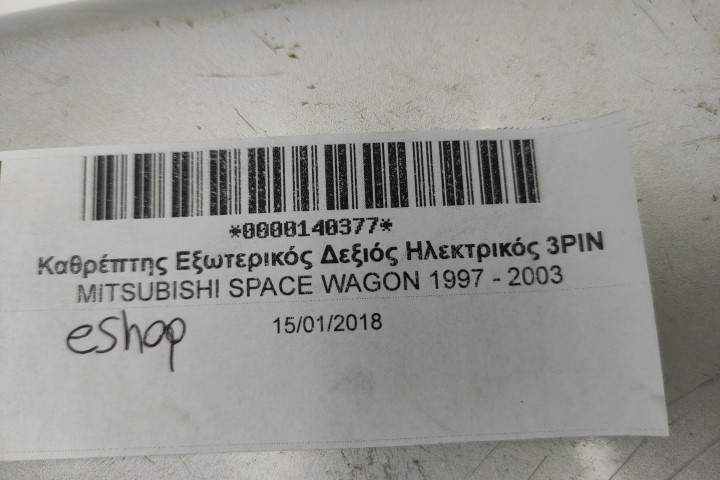 *0000140377*
Καθρέπτης Εξωτερικός Δεξιός Ηλεκτρικός 3PIN
MITSUBISHI SPACE WAGON 1997 - 2003
eshop 15/01/2018